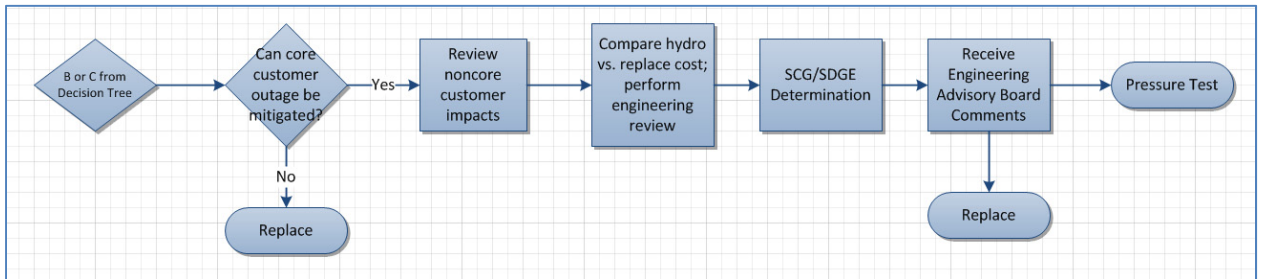 B or C from
Decision Tree
Can core
customer
outage be
mitigated?
Yes
No
Replace
Review
noncore
customer
impacts
Compare hydro
vs. replace cost;
perform
engineering
review
SCG/SDGE
Determination
Receive
Engineering
Advisory Board
Comments
Replace
Pressure Test